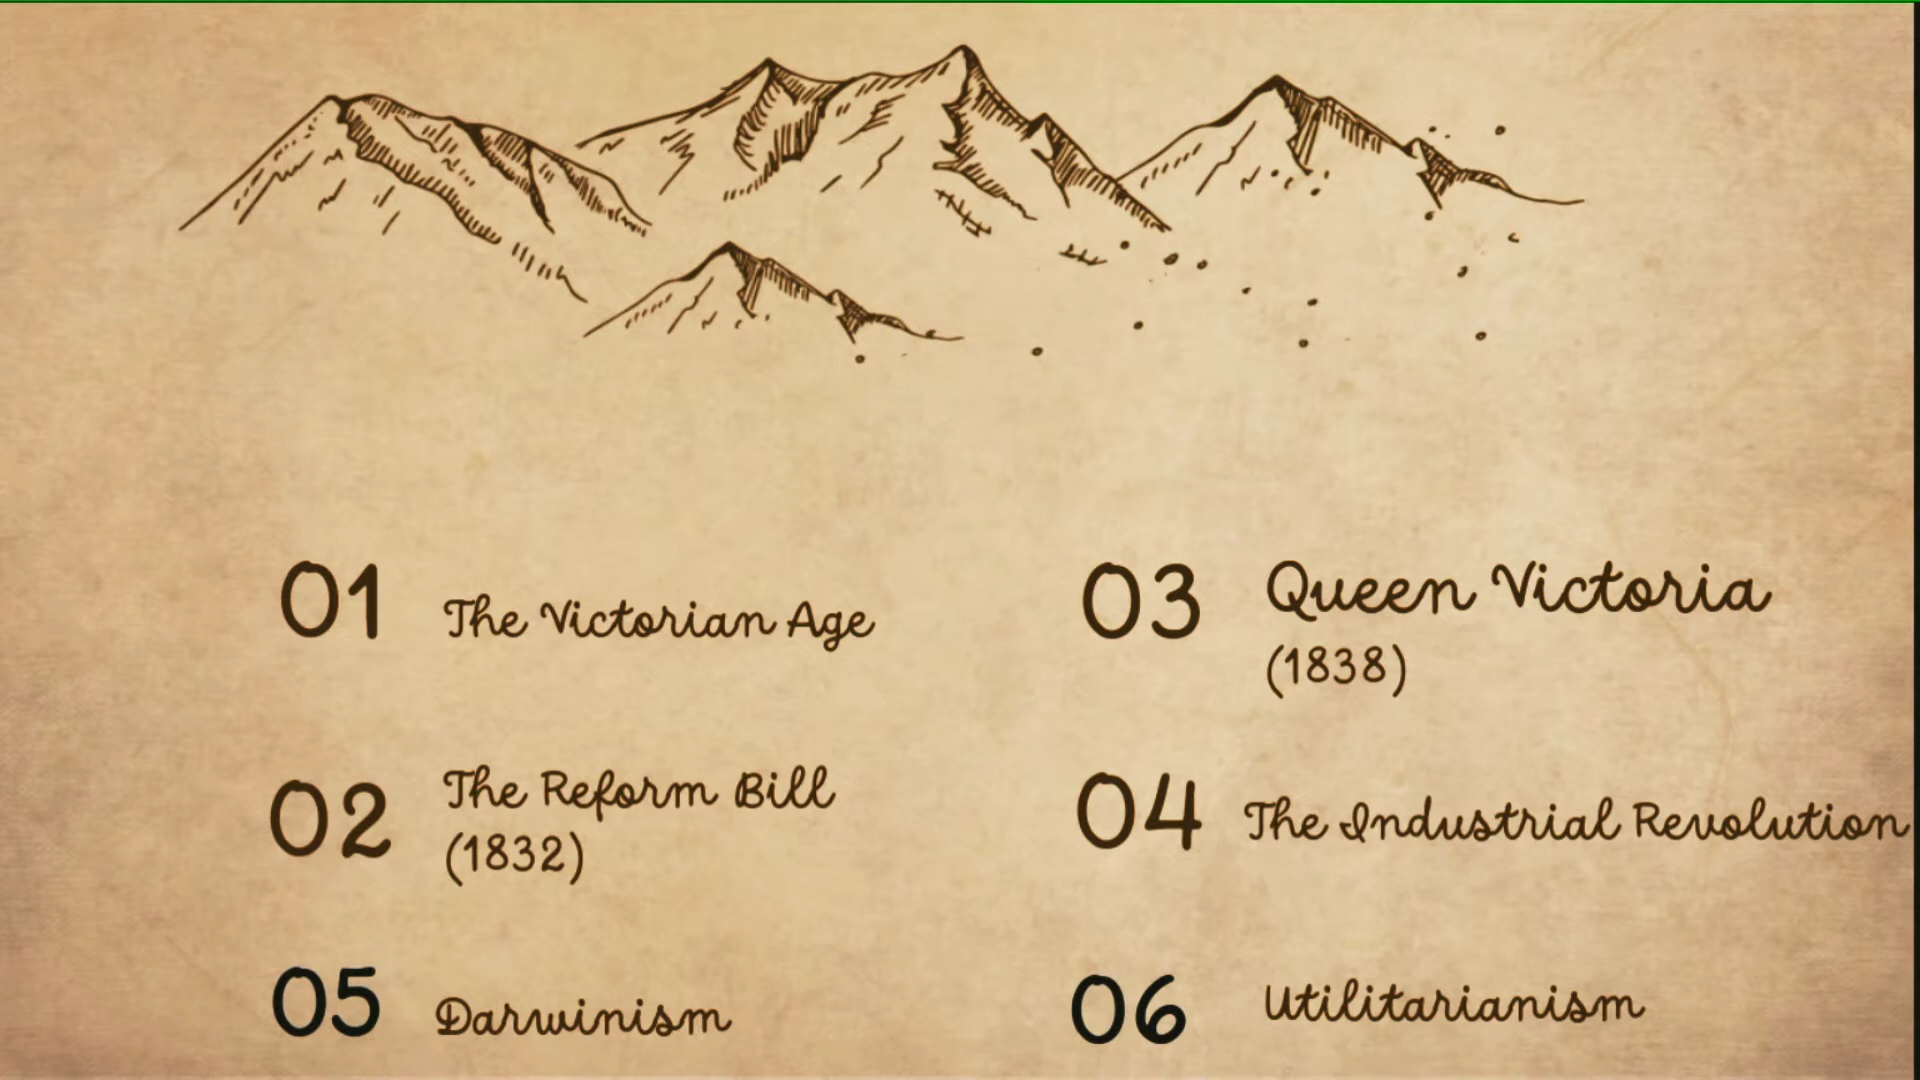 01 The Victorian Age
02 The Reform Bill
(1832)
03 Queen Victoria
(1838)
04 The Industrial Revolution
05 Darwinism
06 Utilitarianism